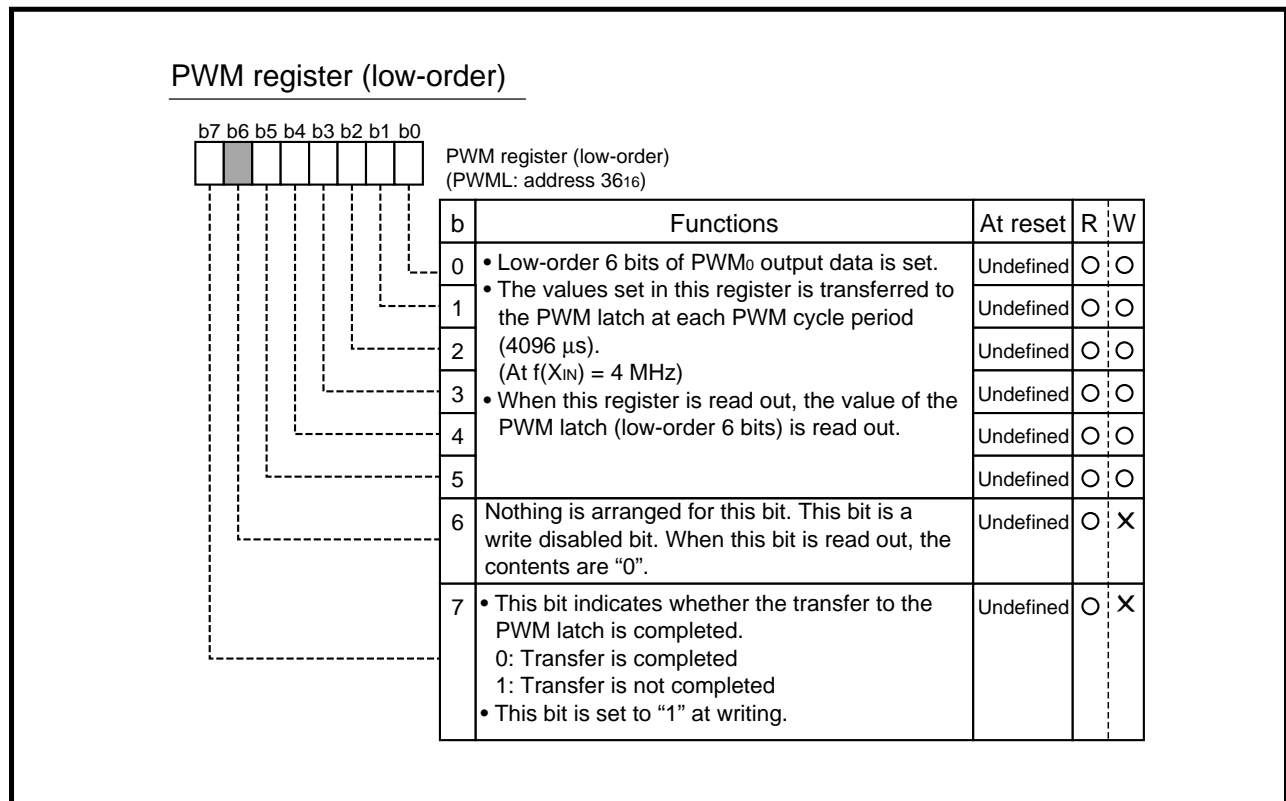 PWM register (low-order)
b7 b6 b5 b4 b3 b2 b1 b0
PWM register (low-order)
(PWML: address 3616)
b Functions At reset R W
0 • Low-order 6 bits of PWM0 output data is set. Undefined O O
• The values set in this register is transferred to
1 the PWM latch at each PWM cycle period Undefined O O
2 (4096 μs). Undefined O O
(At f(XIN) = 4 MHz)
3 • When this register is read out, the value of the Undefined O O
4 PWM latch (low-order 6 bits) is read out. Undefined O O
5 Undefined O O
6 Nothing is arranged for this bit. This bit is a Undefined O X
write disabled bit. When this bit is read out, the
contents are “0”.
7 • This bit indicates whether the transfer to the Undefined O X
PWM latch is completed.
0: Transfer is completed
1: Transfer is not completed
• This bit is set to “1” at writing.